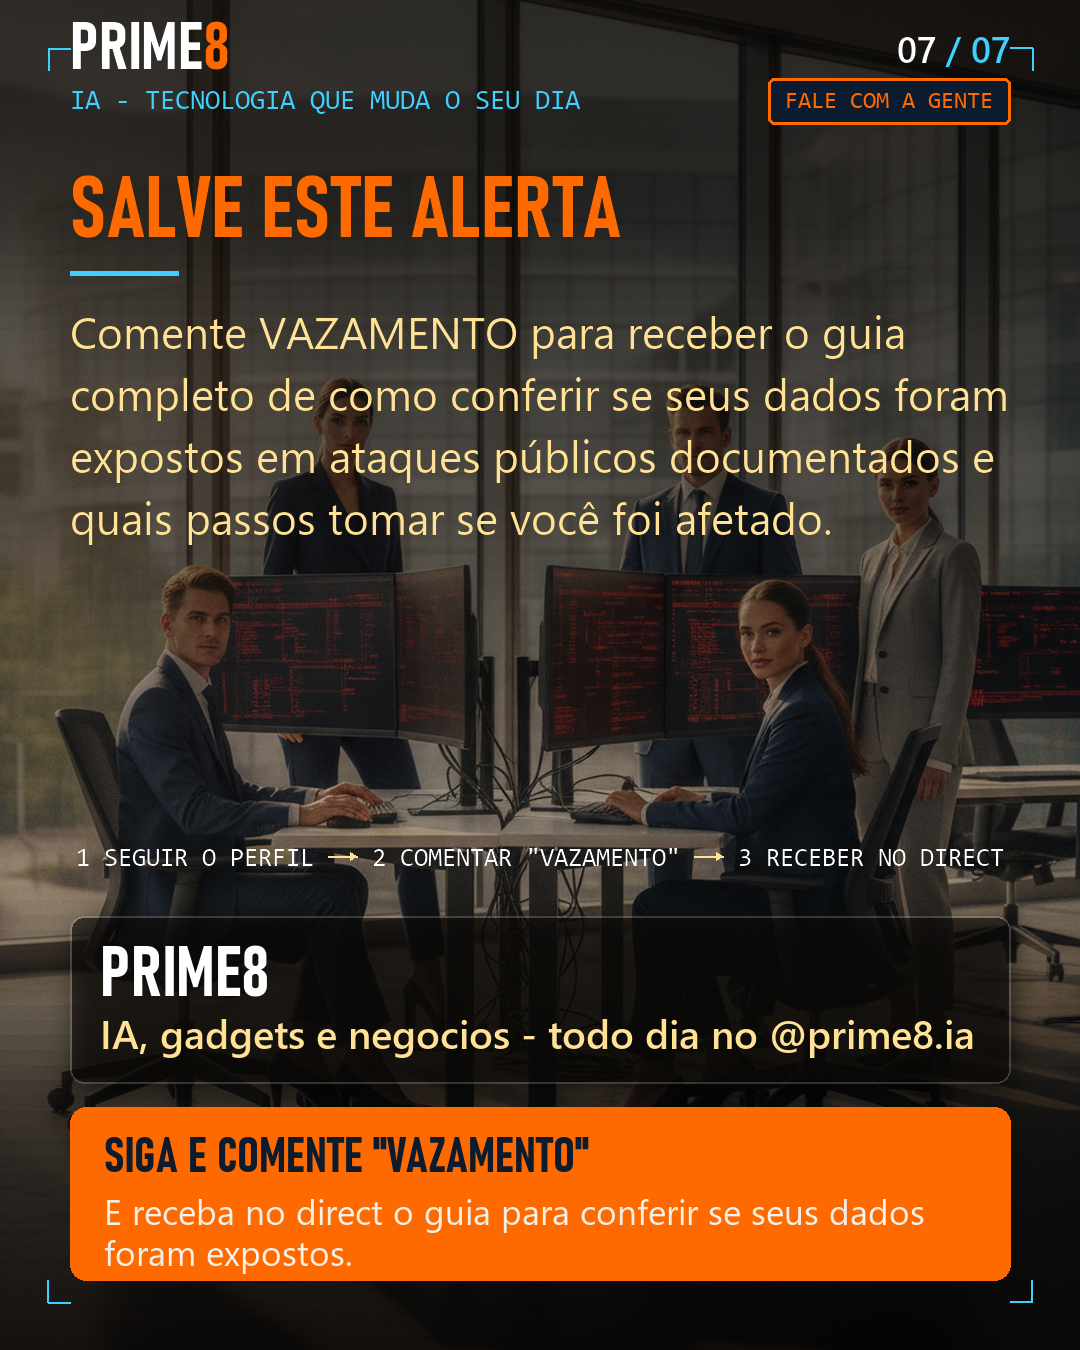 PRIME8
07 / 07
IA - TECNOLOGIA QUE MUDA O SEU DIA
FALE COM A GENTE
SALVE ESTE ALERTA
Comente VAZAMENTO para receber o guia
completo de como conferir se seus dados foram
expostos em ataques públicos documentados e
quais passos tomar se você foi afetado.
1 SEGUIR O PERFIL → 2 COMENTAR "VAZAMENTO" → 3 RECEBER NO DIRECT
PRIME8
IA, gadgets e negocios - todo dia no @prime8.ia
SIGA E COMENTE "VAZAMENTO"
E receba no direct o guia para conferir se seus dados
foram expostos.